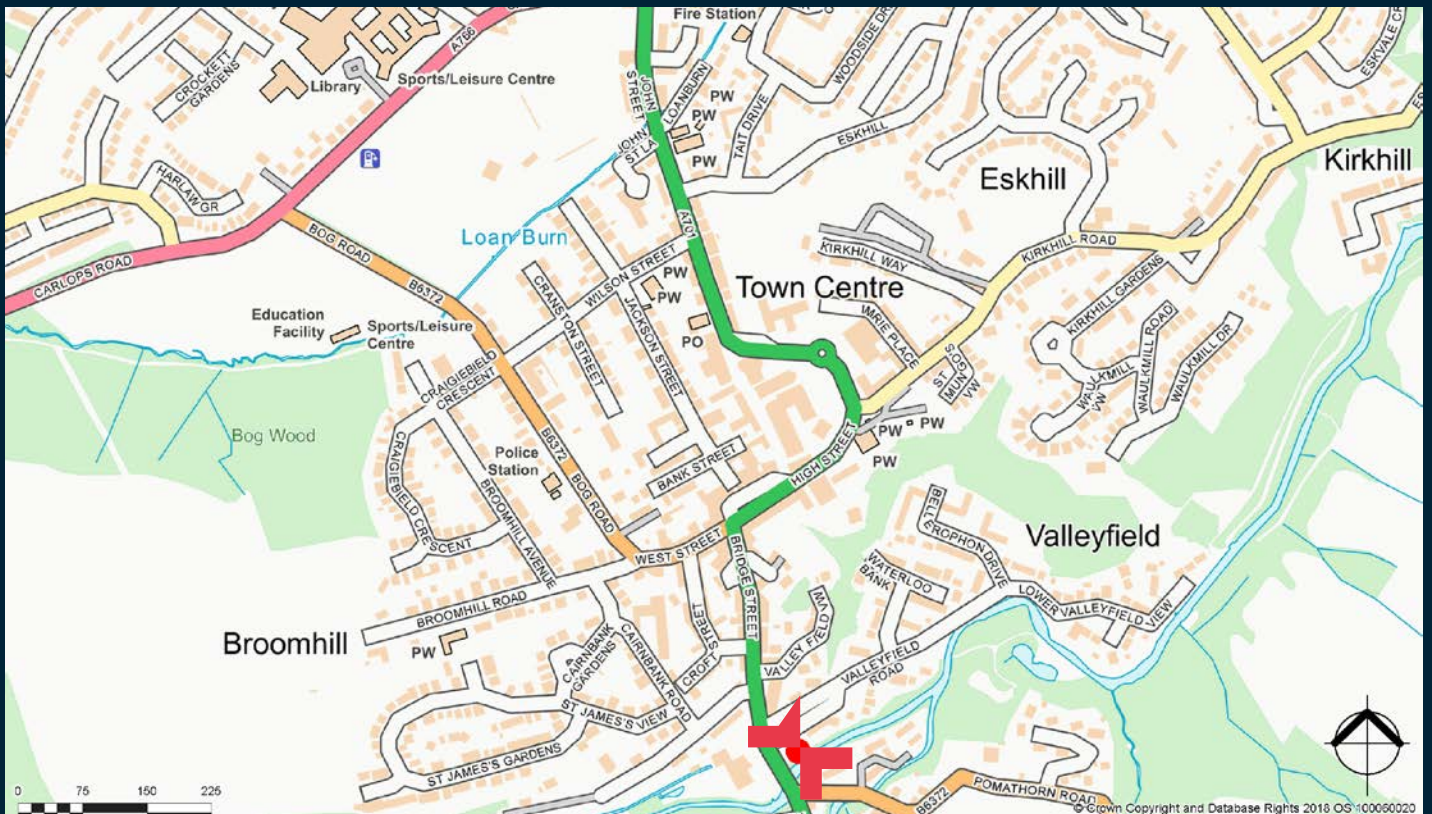 Fire Station
A766
JOHN STREET
LOANBURN
WOODSIDE DR
ESKVALE CR
CROCKETT GARDENS
Library
Sports/Leisure Centre
PW
PW
PW
JOHN ST LA
TAIT DRIVE
ESKHILL
Eskhill
Kirkhill
HARLAW GR
BOG ROAD
Loan Burn
A701
KIRKHILL WAY
KIRKHILL ROAD
CARLOPS ROAD
B6372
WILSON STREET
PW
PW
Town Centre
KIRKHILL GARDENS
Education Facility
Sports/Leisure Centre
CRANSTON STREET
JACKSON STREET
PO
IMRIE PLACE
ST MUNGO'S VW
WAULKMILL VW
WAULKMILL ROAD
WAULKMILL DR
CRAIGIEBIELD CRESCENT
Bog Wood
CRAIGIEBIELD CRESCENT
Police Station
B6372
BOG ROAD
BANK STREET
HIGH STREET
PW
PW
PW
BROOMHILL AVENUE
WEST STREET
BRIDGE STREET
BELLEROPHON DRIVE
Valleyfield
WATERLOO BANK
LOWER VALLEYFIELD VIEW
BROOMHILL ROAD
Broomhill
PW
CAIRNBANK GARDENS
CAIRNBANK ROAD
CROFT STREET
VALLEY FIELD VW
VALLEYFIELD ROAD
ST JAMES'S VIEW
ST JAMES'S GARDENS
POMATHORN ROAD
B6372
0 75 150 225
© Crown Copyright and Database Rights 2018 OS 100060020